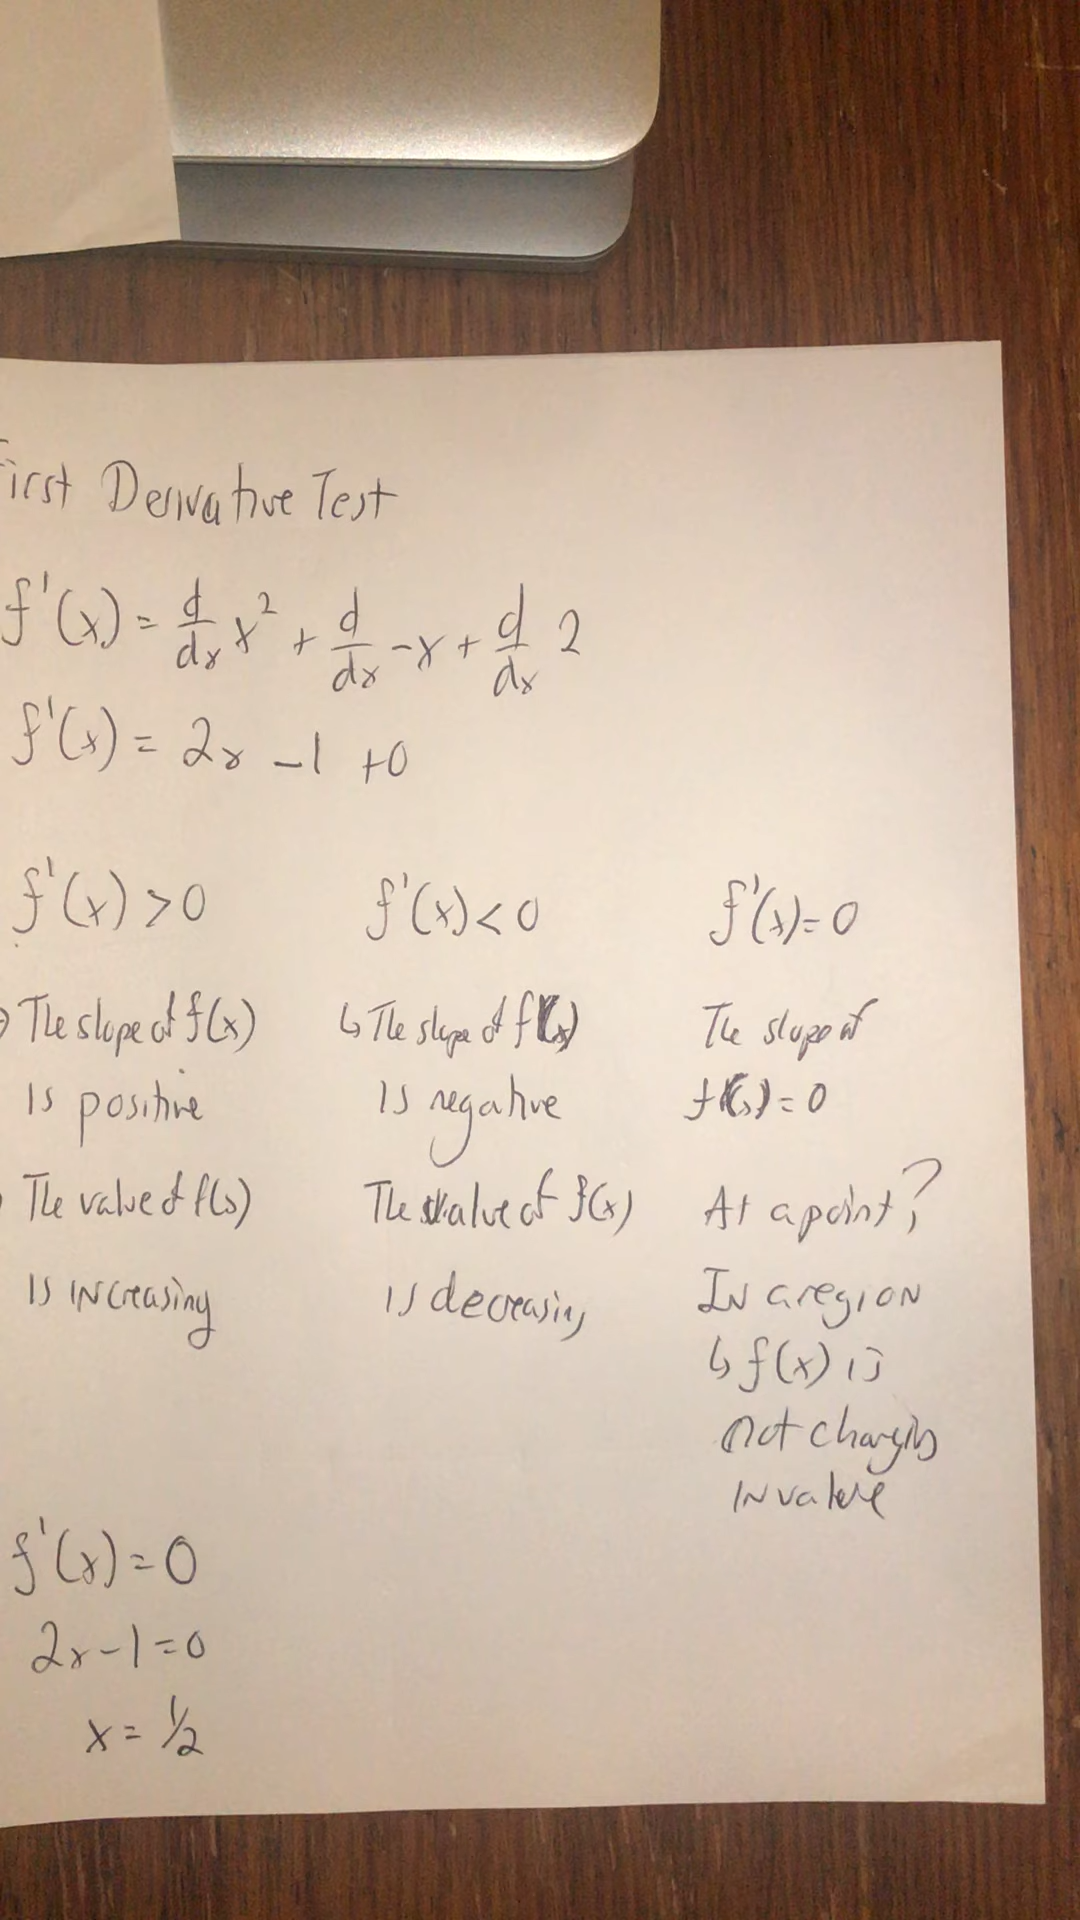 First Derivative Test
f'(x) = d/dx x² + d/dx -x + d/dx 2
f'(x) = 2x -1 +0
f'(x) > 0
The slope of f(x)
is positive
The value of f(x)
is increasing
f'(x) < 0
↳ The slope of f(x)
is negative
The value of f(x)
is decreasing
f'(x) = 0
The slope of
f(x) = 0
At a point?
In a region
↳ f(x) is
not changing
in value
f'(x) = 0
2x - 1 = 0
x = 1/2